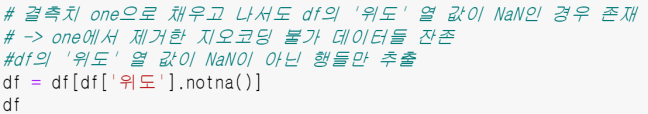 # 결측치 one으로 채우고 나서도 df의 '위도' 열 값이 NaN인 경우 존재
# -> one에서 제거한 지오코딩 불가 데이터들 잔존
#df의 '위도' 열 값이 NaN이 아닌 행들만 추출
df = df[df['위도'].notna()]
df